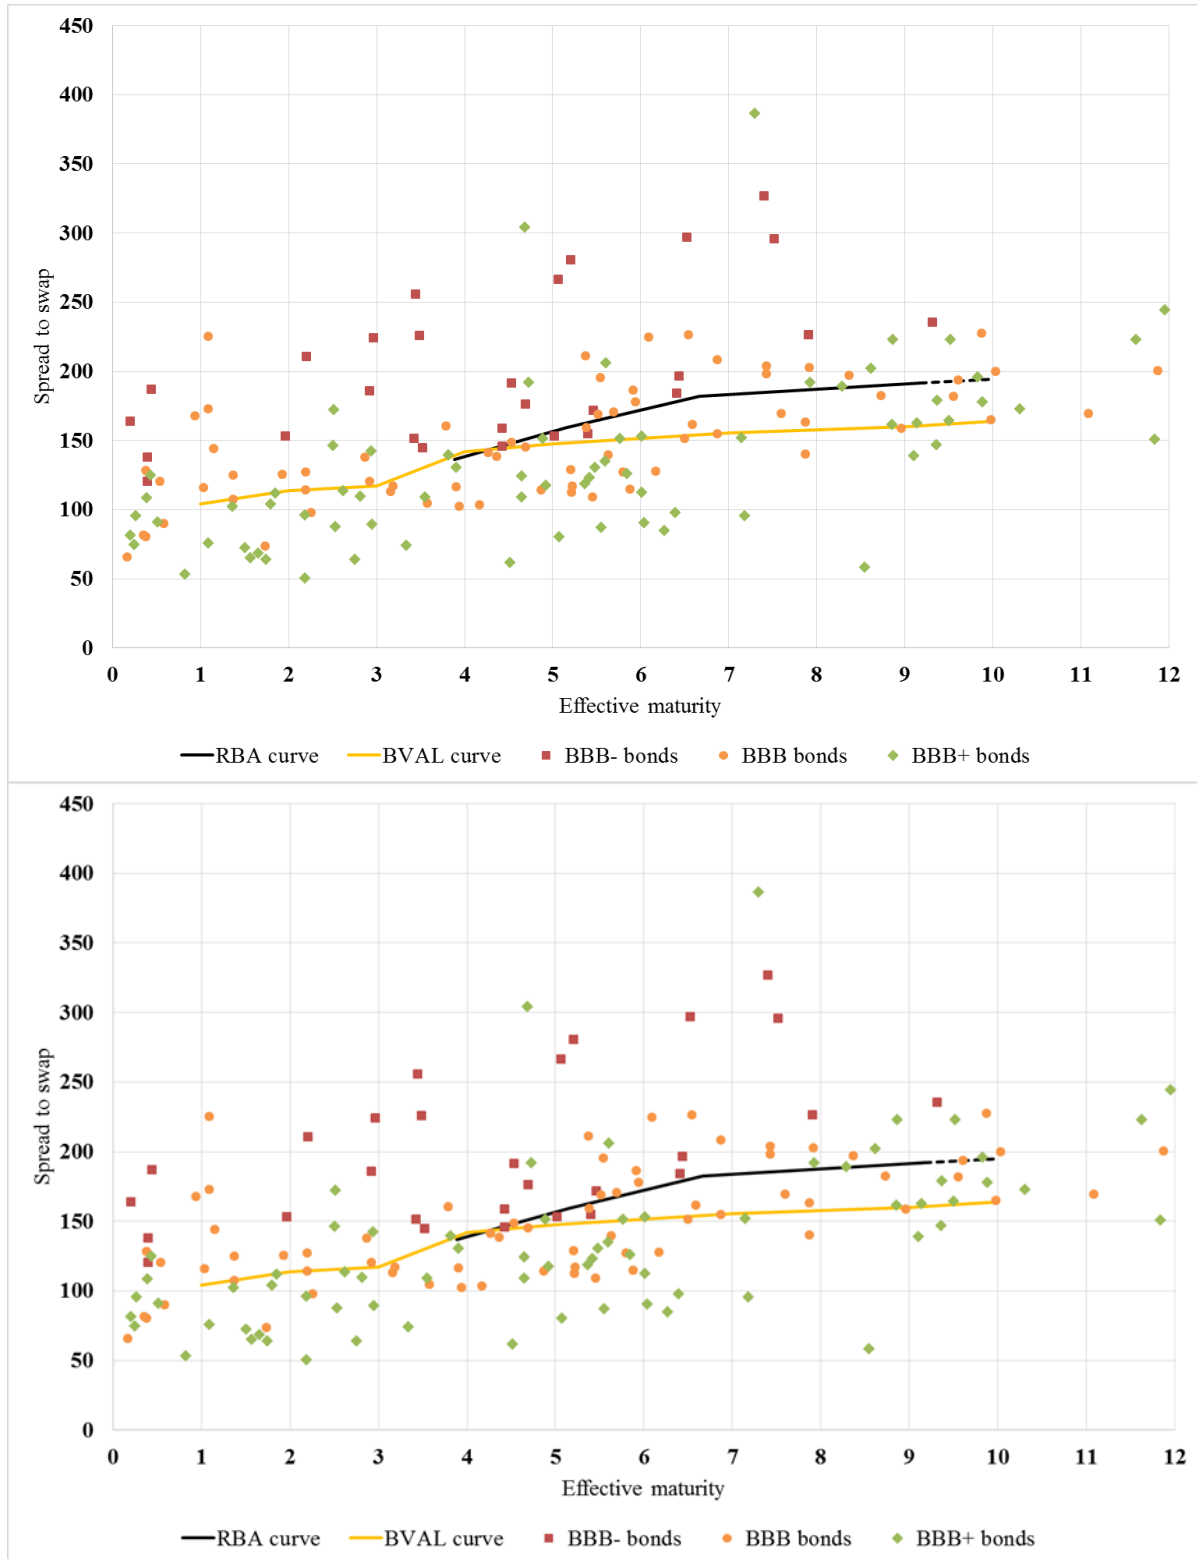 450
400
350
300
250
200
150
100
50
0
Spread to swap
0 1 2 3 4 5 6 7 8 9 10 11 12
Effective maturity
RBA curve BVAL curve BBB- bonds BBB bonds BBB+ bonds
450
400
350
300
250
200
150
100
50
0
Spread to swap
0 1 2 3 4 5 6 7 8 9 10 11 12
Effective maturity
RBA curve BVAL curve BBB- bonds BBB bonds BBB+ bonds